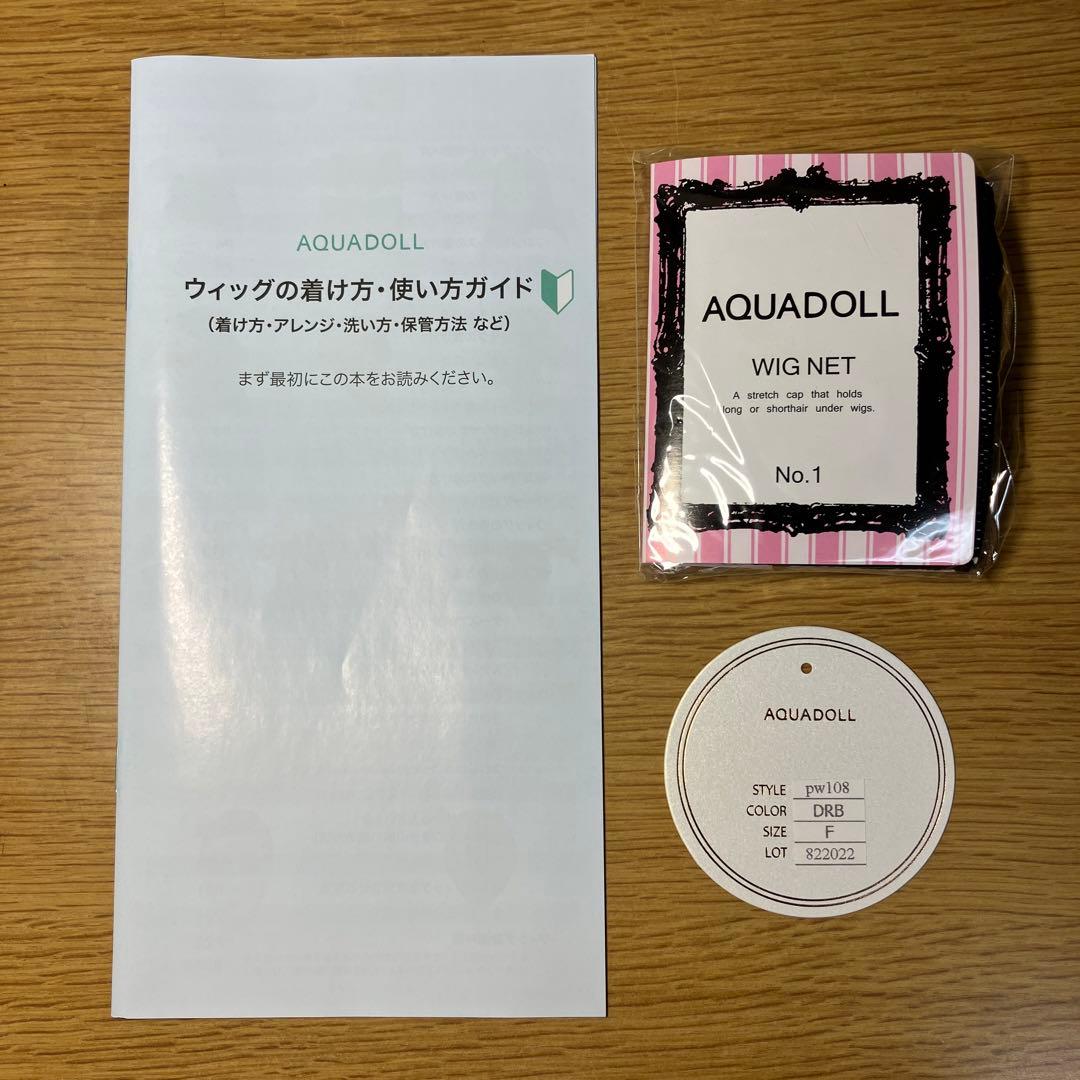 AQUADOLL
ウィッグの着け方・使い方ガイド
(着け方・アレンジ・洗い方・保管方法 など)
まず最初にこの本をお読みください。
AQUADOLL
WIG NET
A stretch cap that holds
long or shorthair under wigs.
No.1
AQUADOLL
STYLE pw108
COLOR DRB
SIZE F
LOT 822022